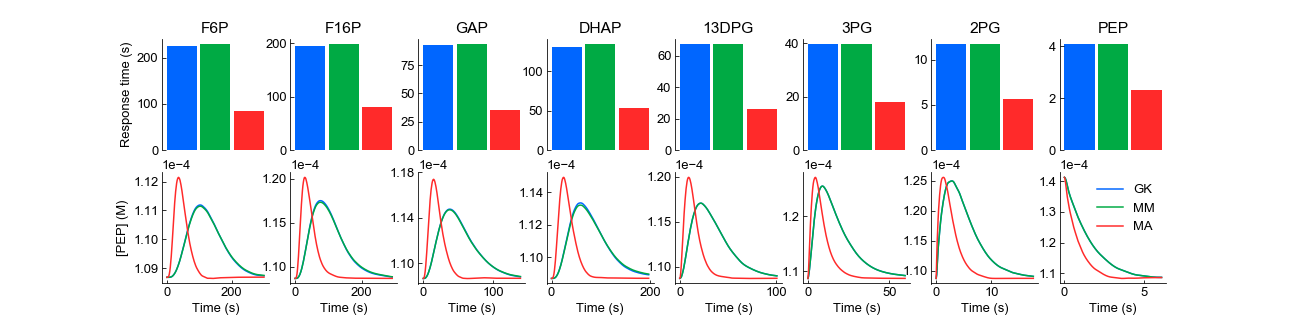 F6P F16P GAP DHAP 13DPG 3PG 2PG PEP
Response time (s)
200 100 0
200 100 0
75 50 25 0
100 50 0
60 40 20 0
40 20 0
10 5 0
4 2 0
1e−4 1e−4 1e−4 1e−4 1e−4 1e−4 1e−4 1e−4
[PEP] (M)
1.12 1.11 1.10 1.09
1.20 1.15 1.10
1.18 1.14 1.10
1.14 1.12 1.10
1.20 1.15 1.10
1.2 1.1
1.25 1.20 1.15 1.10
1.4 1.3 1.2 1.1
GK
MM
MA
0 200 0 200 0 100 0 100 200 0 50 100 0 50 0 10 0 5
Time (s) Time (s) Time (s) Time (s) Time (s) Time (s) Time (s) Time (s)